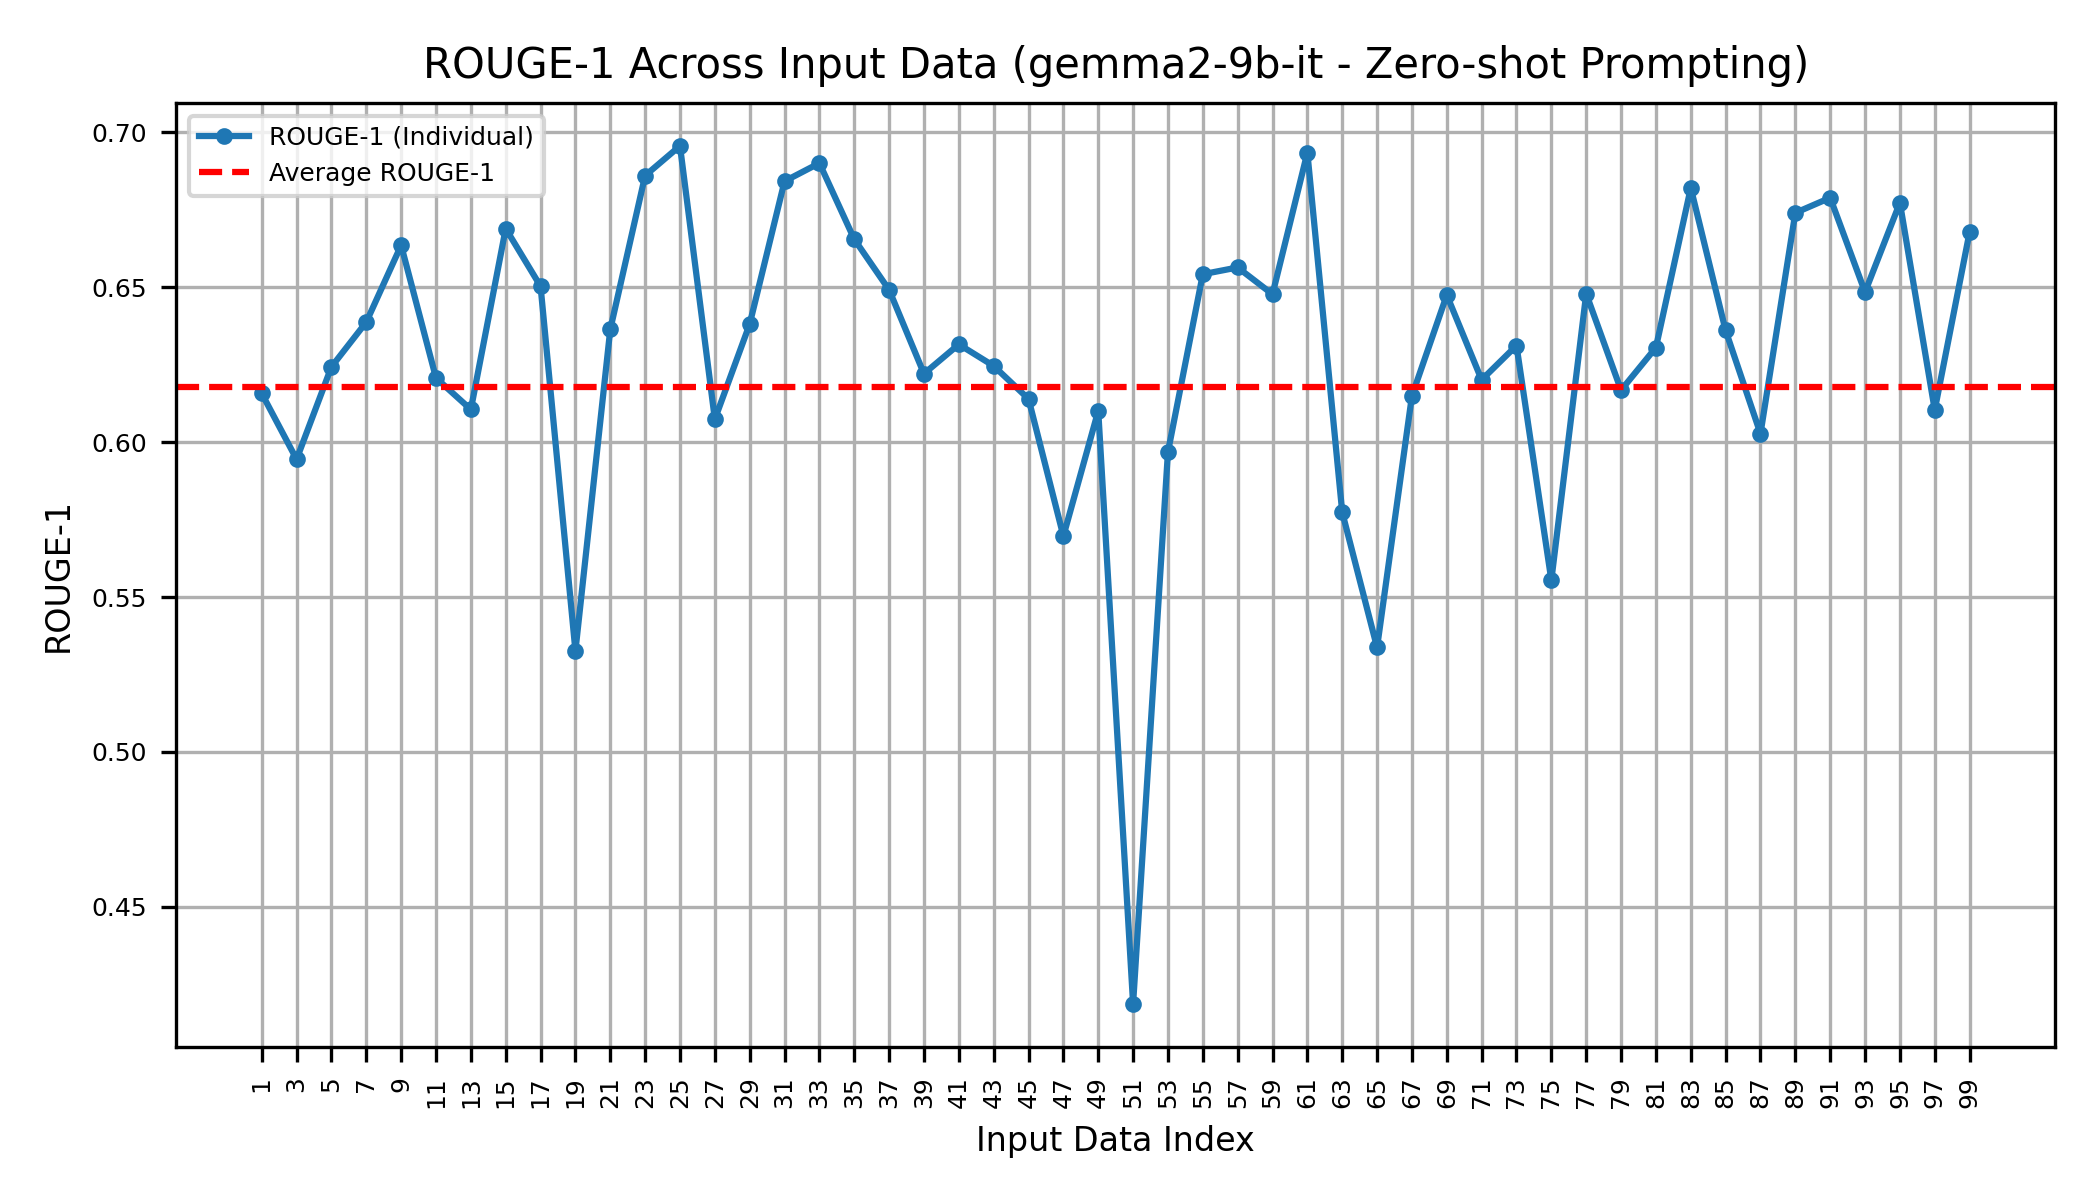 ROUGE-1 Across Input Data (gemma2-9b-it - Zero-shot Prompting)
ROUGE-1 (Individual)
Average ROUGE-1
0.70
0.65
0.60
0.55
0.50
0.45
ROUGE-1
1 3 5 7 9 11 13 15 17 19 21 23 25 27 29 31 33 35 37 39 41 43 45 47 49 51 53 55 57 59 61 63 65 67 69 71 73 75 77 79 81 83 85 87 89 91 93 95 97 99
Input Data Index